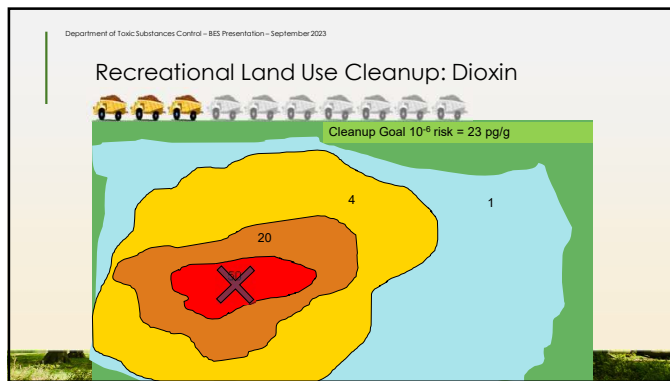 Department of Toxic Substances Control – BES Presentation – September 2023
Recreational Land Use Cleanup: Dioxin
Cleanup Goal 10⁻⁶ risk = 23 pg/g
4
1
20